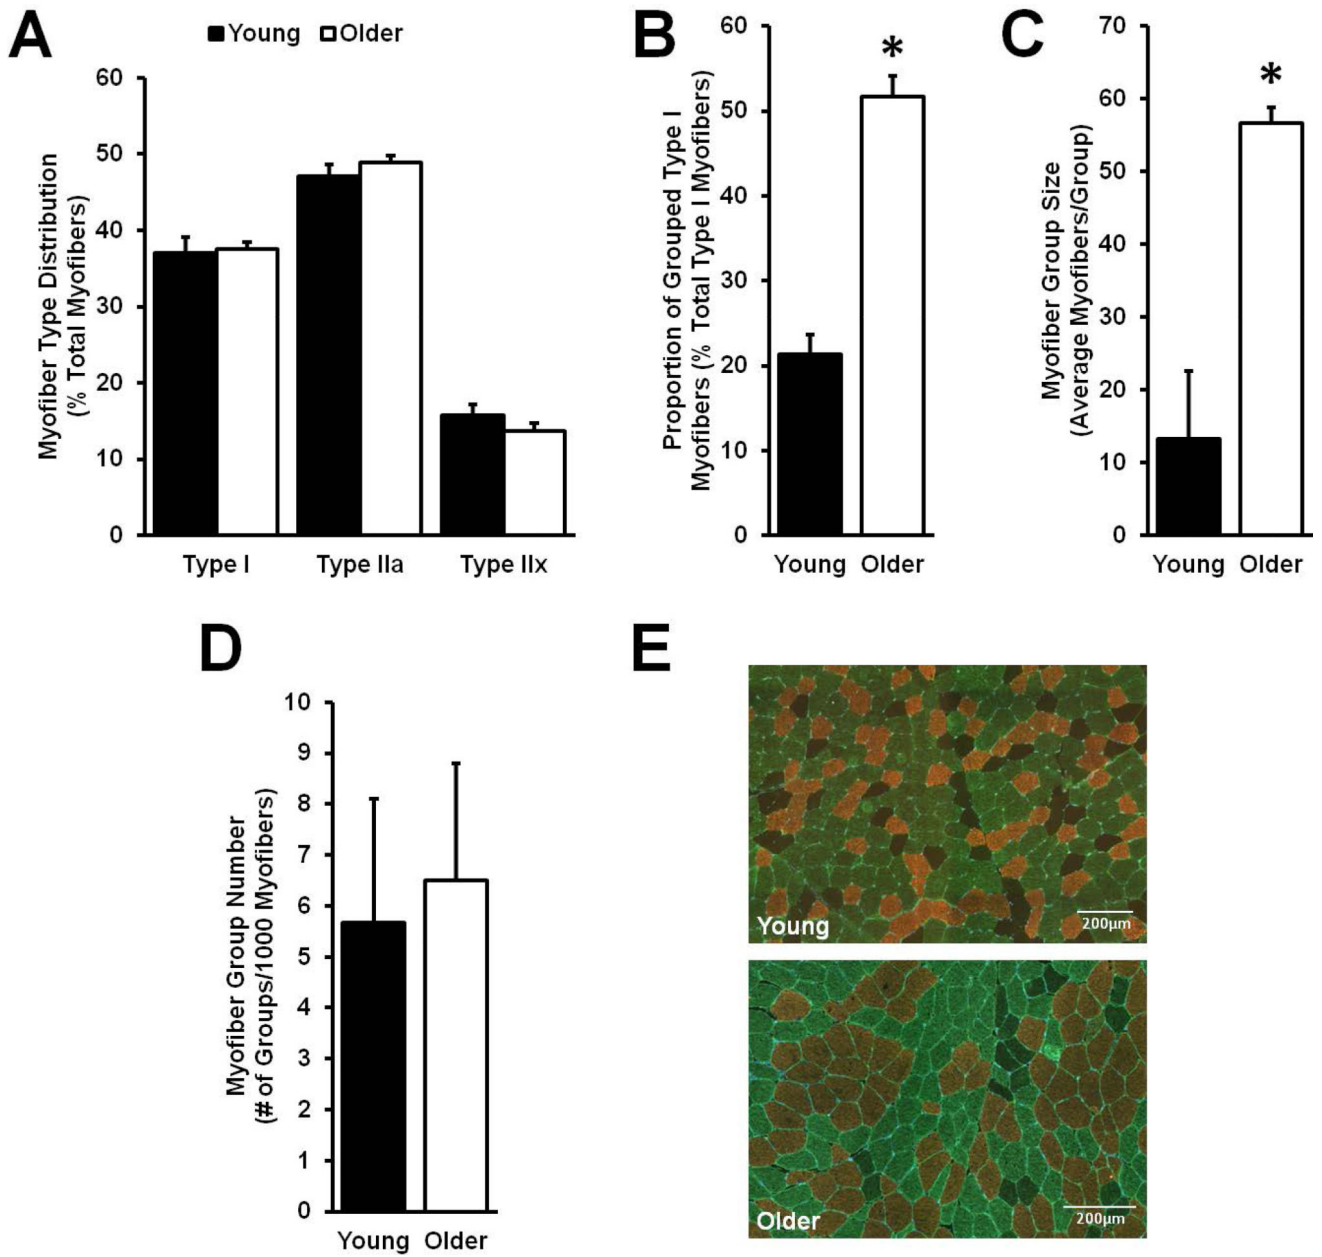 A
Young Older
Myofiber Type Distribution
(% Total Myofibers)
60
50
40
30
20
10
0
Type I Type IIa Type IIx
B
Proportion of Grouped Type I
Myofibers (% Total Type I Myofibers)
60
50
40
30
20
10
0
*
Young Older
C
Myofiber Group Size
(Average Myofibers/Group)
70
60
50
40
30
20
10
0
*
Young Older
D
Myofiber Group Number
(# of Groups/1000 Myofibers)
10
9
8
7
6
5
4
3
2
1
0
Young Older
E
Young
200µm
Older
200µm